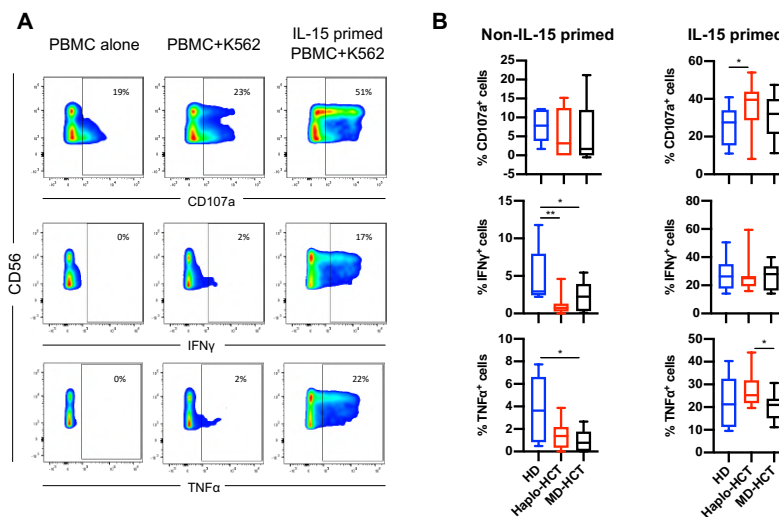 A
PBMC alone
PBMC+K562
IL-15 primed
PBMC+K562
19%
23%
51%
CD107a
0%
2%
17%
IFNγ
0%
2%
22%
TNFα
CD56
B
Non-IL-15 primed
IL-15 primed
% CD107a⁺ cells
25
20
15
10
5
0
% CD107a⁺ cells
60
40
20
0
*
% IFNγ⁺ cells
15
10
5
0
**
*
% IFNγ⁺ cells
80
60
40
20
0
% TNFα⁺ cells
10
8
6
4
2
0
*
% TNFα⁺ cells
50
40
30
20
10
0
*
HD
Haplo-HCT
MD-HCT
HD
Haplo-HCT
MD-HCT